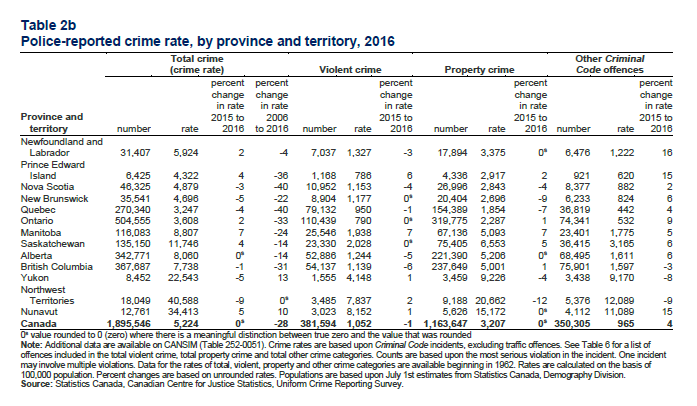 Table 2b
Police-reported crime rate, by province and territory, 2016
Total crime (crime rate) Violent crime Property crime Other Criminal Code offences
Province and territory number rate percent change in rate 2015 to 2016 percent change in rate 2006 to 2016 number rate percent change in rate 2015 to 2016 number rate percent change in rate 2015 to 2016 number rate percent change in rate 2015 to 2016
Newfoundland and
Labrador 31,407 5,924 2 -4 7,037 1,327 -3 17,894 3,375 0ˢ 6,476 1,222 16
Prince Edward
Island 6,425 4,322 4 -36 1,168 786 6 4,336 2,917 2 921 620 15
Nova Scotia 46,325 4,879 -3 -40 10,952 1,153 -4 26,996 2,843 -4 8,377 882 2
New Brunswick 35,541 4,696 -5 -22 8,904 1,177 0ˢ 20,404 2,696 -9 6,233 824 6
Quebec 270,340 3,247 -4 -40 79,132 950 -1 154,389 1,854 -7 36,819 442 4
Ontario 504,555 3,608 2 -33 110,439 790 0ˢ 319,775 2,287 1 74,341 532 9
Manitoba 116,083 8,807 7 -24 25,546 1,938 7 67,136 5,093 7 23,401 1,775 5
Saskatchewan 135,150 11,746 4 -14 23,330 2,028 0ˢ 75,405 6,553 5 36,415 3,165 6
Alberta 342,771 8,060 0ˢ -14 52,886 1,244 -5 221,390 5,206 0ˢ 68,495 1,611 6
British Columbia 367,687 7,738 -1 -31 54,137 1,139 -6 237,649 5,001 1 75,901 1,597 -3
Yukon 8,452 22,543 -5 13 1,555 4,148 1 3,459 9,226 -4 3,438 9,170 -8
Northwest
Territories 18,049 40,588 -9 0ˢ 3,485 7,837 2 9,188 20,662 -12 5,376 12,089 -9
Nunavut 12,761 34,413 5 10 3,023 8,152 1 5,626 15,172 0ˢ 4,112 11,089 15
Canada 1,895,546 5,224 0ˢ -28 381,594 1,052 -1 1,163,647 3,207 0ˢ 350,305 965 4
0ˢ value rounded to 0 (zero) where there is a meaningful distinction between true zero and the value that was rounded
Note: Additional data are available on CANSIM (Table 252-0051). Crime rates are based upon Criminal Code incidents, excluding traffic offences. See Table 6 for a list of
offences included in the total violent crime, total property crime and total other crime categories. Counts are based upon the most serious violation in the incident. One incident
may involve multiple violations. Data for the rates of total, violent, property and other crime categories are available beginning in 1962. Rates are calculated on the basis of
100,000 population. Percent changes are based on unrounded rates. Populations are based upon July 1st estimates from Statistics Canada, Demography Division.
Source: Statistics Canada, Canadian Centre for Justice Statistics, Uniform Crime Reporting Survey.